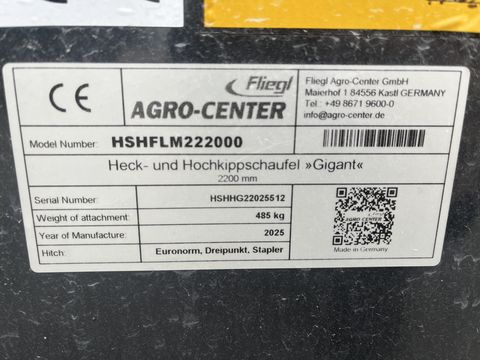 CE
Fliegl
AGRO-CENTER
Fliegl Agro-Center GmbH
Maierhof 1 84556 Kastl GERMANY
Tel.: +49 8671 9600-0
info@agro-center.de
Model Number: HSHFLM222000
Heck- und Hochkippschaufel »Gigant«
2200 mm
Serial Number: HSHHG22025512
Weight of attachment: 485 kg
Year of Manufacture: 2025
Hitch: Euronorm, Dreipunkt, Stapler
AGRO-CENTER
Made in Germany